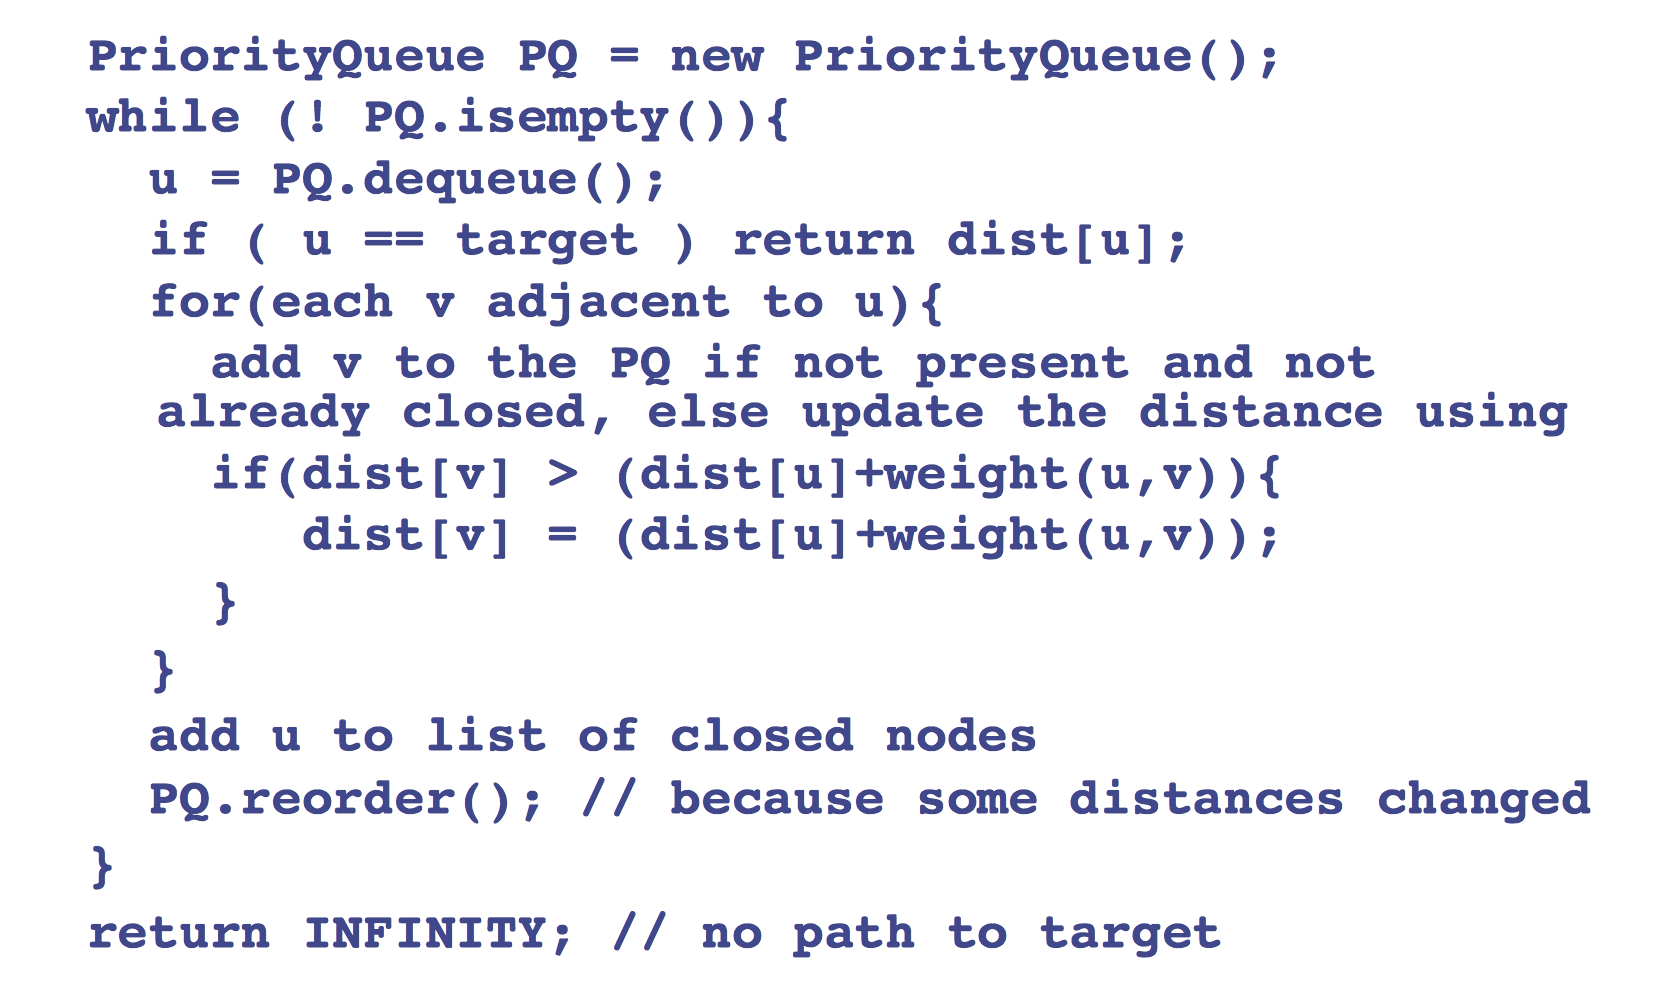 PriorityQueue PQ = new PriorityQueue();
while (! PQ.isempty()){
u = PQ.dequeue();
if ( u == target ) return dist[u];
for(each v adjacent to u){
add v to the PQ if not present and not
already closed, else update the distance using
if(dist[v] > (dist[u]+weight(u,v)){
dist[v] = (dist[u]+weight(u,v));
}
}
add u to list of closed nodes
PQ.reorder(); // because some distances changed
}
return INFINITY; // no path to target